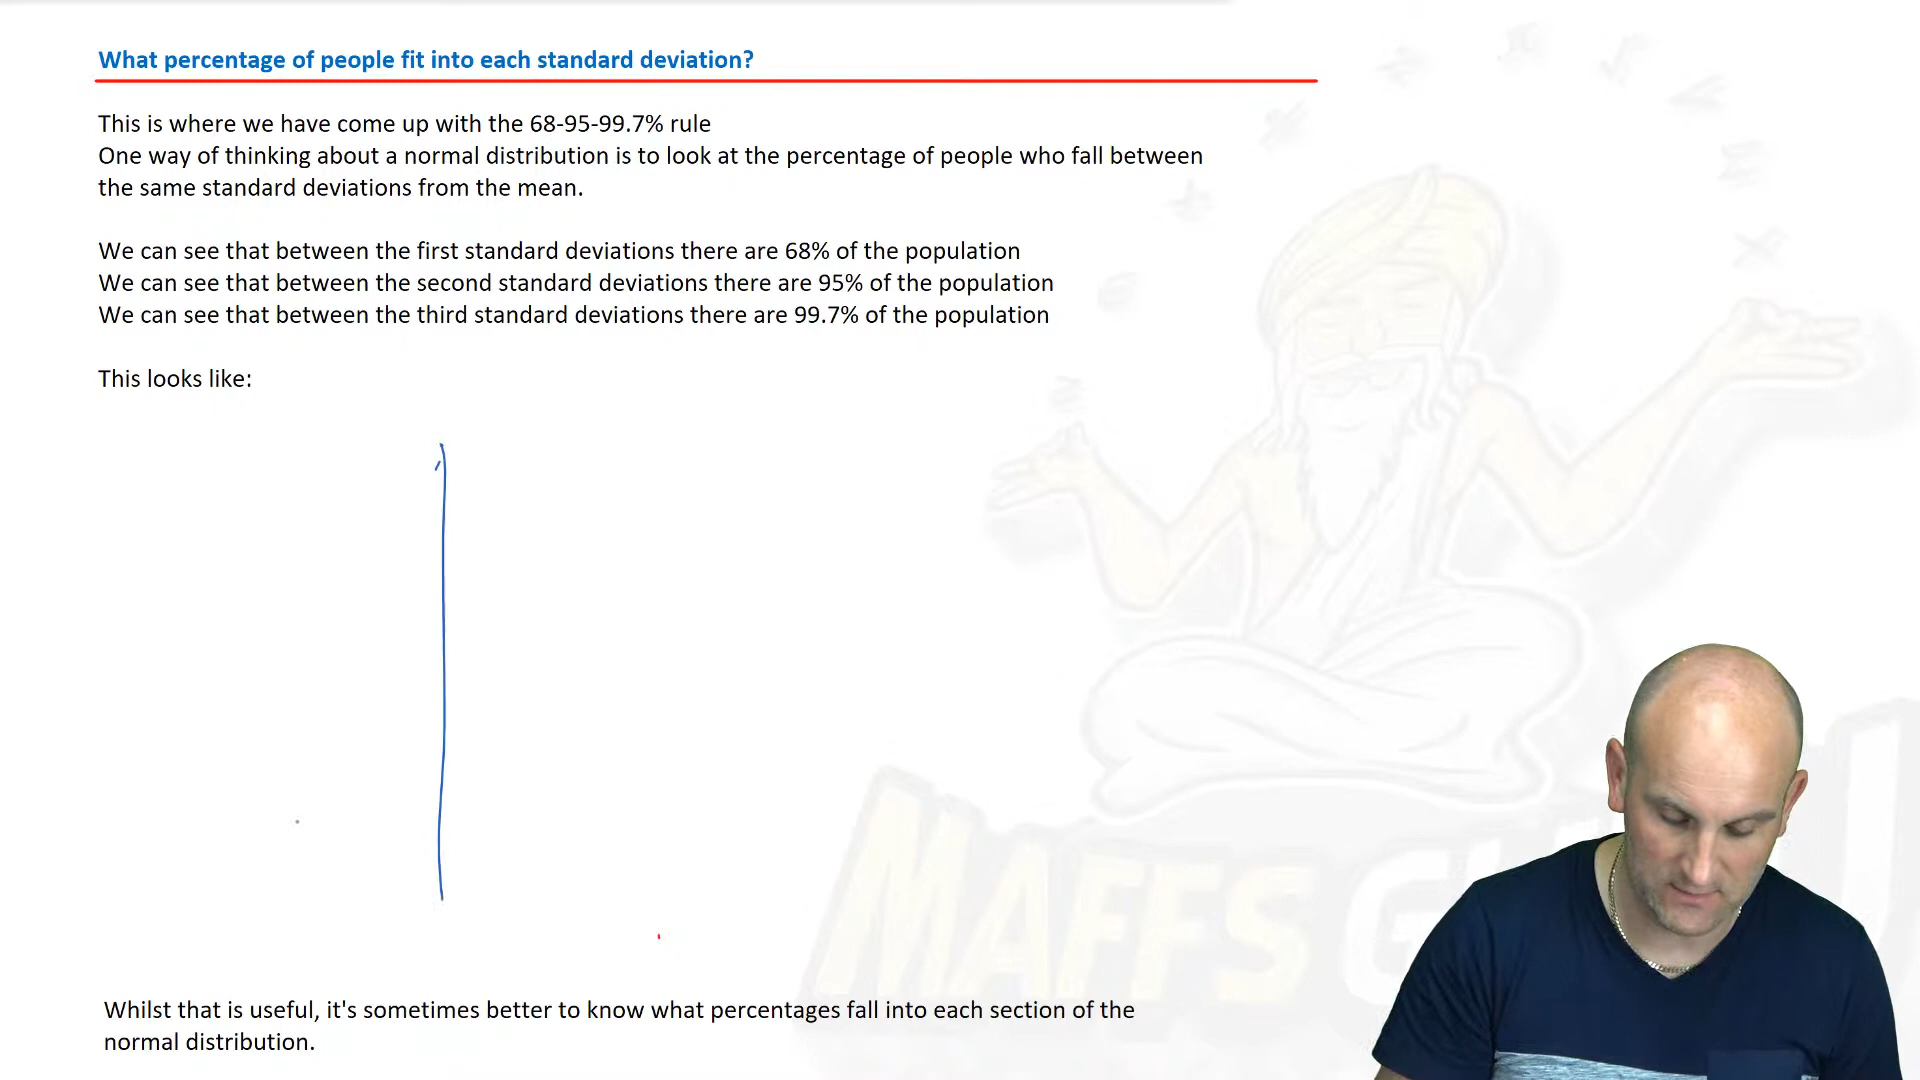 What percentage of people fit into each standard deviation?
This is where we have come up with the 68-95-99.7% rule
One way of thinking about a normal distribution is to look at the percentage of people who fall between
the same standard deviations from the mean.
We can see that between the first standard deviations there are 68% of the population
We can see that between the second standard deviations there are 95% of the population
We can see that between the third standard deviations there are 99.7% of the population
This looks like:
MAFFS
Whilst that is useful, it's sometimes better to know what percentages fall into each section of the
normal distribution.